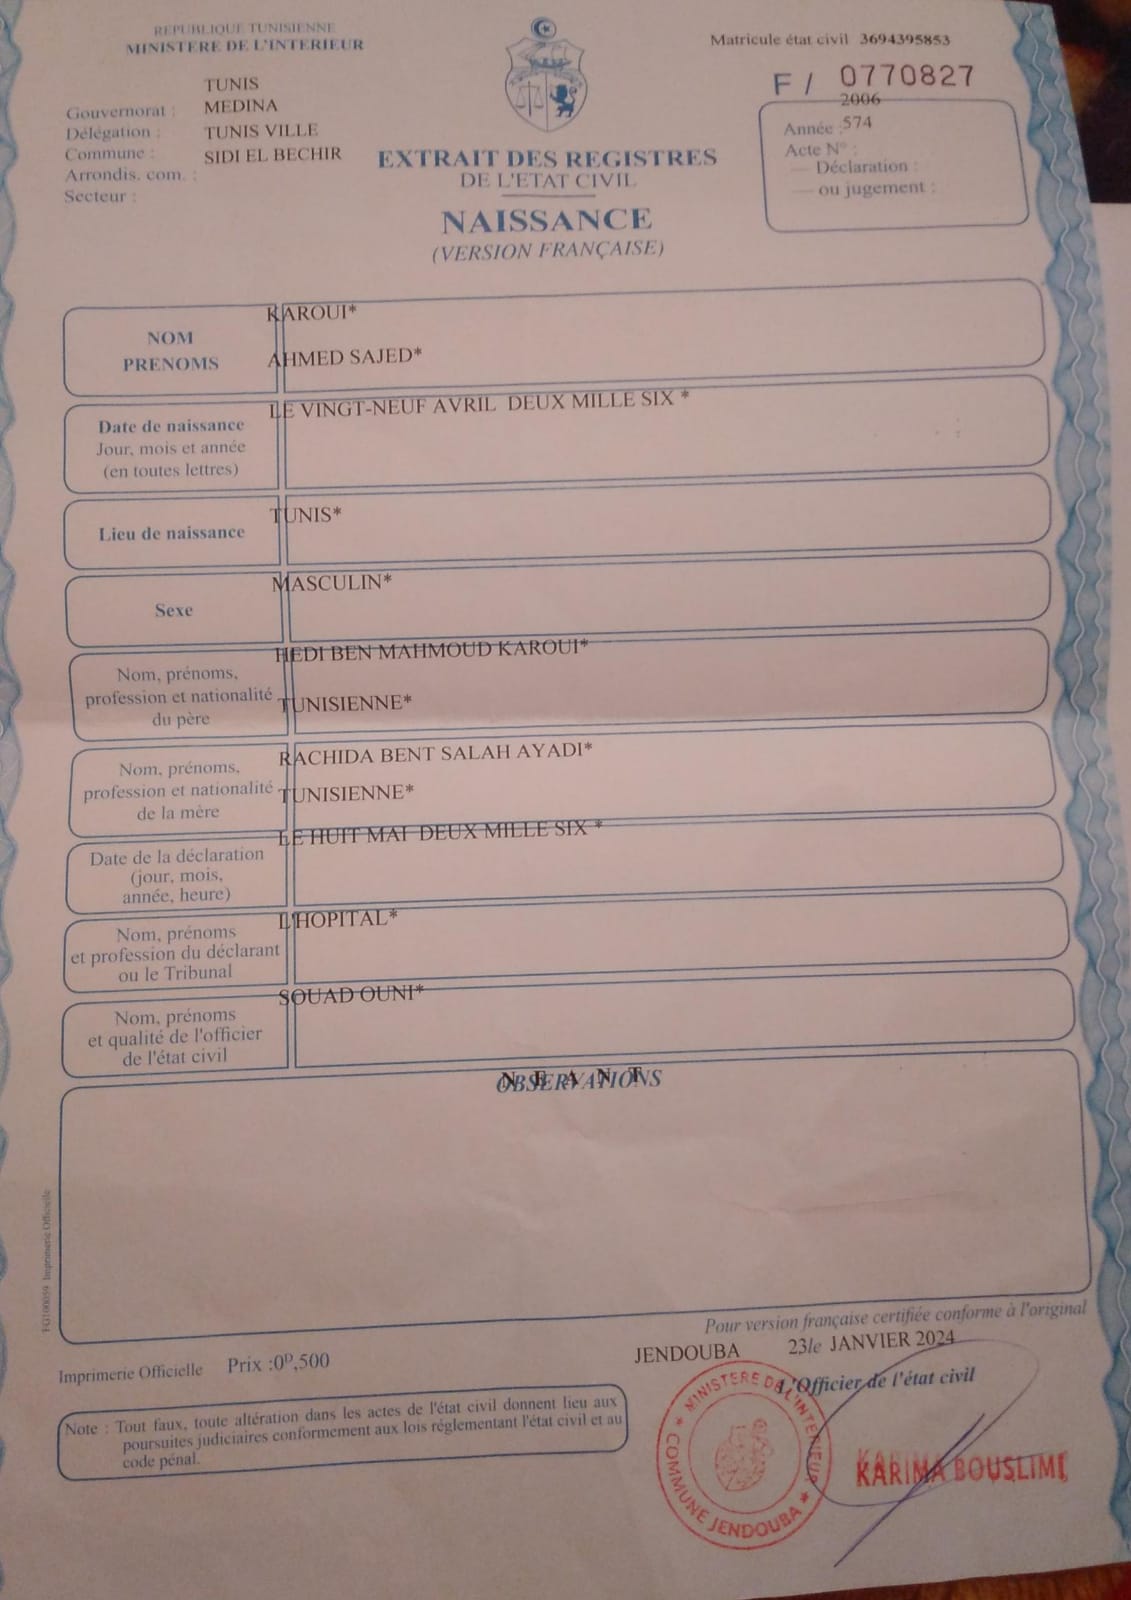 REPUBLIQUE TUNISIENNE
MINISTERE DE L'INTERIEUR
Matricule état civil 3694395853
F / 0770827
TUNIS
Gouvernorat : MEDINA
Délégation : TUNIS VILLE
Commune : SIDI EL BECHIR
Arrondis. com. :
Secteur :
2006
Année : 574
Acte N° :
— Déclaration :
— ou jugement :
EXTRAIT DES REGISTRES
DE L'ETAT CIVIL
NAISSANCE
(VERSION FRANÇAISE)
KAROUI*
NOM
PRENOMS
AHMED SAJED*
LE VINGT-NEUF AVRIL DEUX MILLE SIX *
Date de naissance
Jour, mois et année
(en toutes lettres)
TUNIS*
Lieu de naissance
MASCULIN*
Sexe
HEDI BEN MAHMOUD KAROUI*
Nom, prénoms,
profession et nationalité
du père
TUNISIENNE*
RACHIDA BENT SALAH AYADI*
Nom, prénoms,
profession et nationalité
de la mère
TUNISIENNE*
LE HUIT MAI DEUX MILLE SIX *
Date de la déclaration
(jour, mois,
année, heure)
L'HOPITAL*
Nom, prénoms
et profession du déclarant
ou le Tribunal
SOUAD OUNI*
Nom, prénoms
et qualité de l'officier
de l'état civil
OBSERVATIONS
N E A N T
FG100059 Imprimerie Officielle
Pour version française certifiée conforme à l'original
JENDOUBA 23le JANVIER 2024
L'Officier de l'état civil
Imprimerie Officielle Prix :0ᴰ,500
Note : Tout faux, toute altération dans les actes de l'état civil donnent lieu aux
poursuites judiciaires conformement aux lois réglementant l'état civil et au
code pénal.
* MINISTERE DE L'INTERIEUR *
COMMUNE JENDOUBA
KARIMA BOUSLIMI